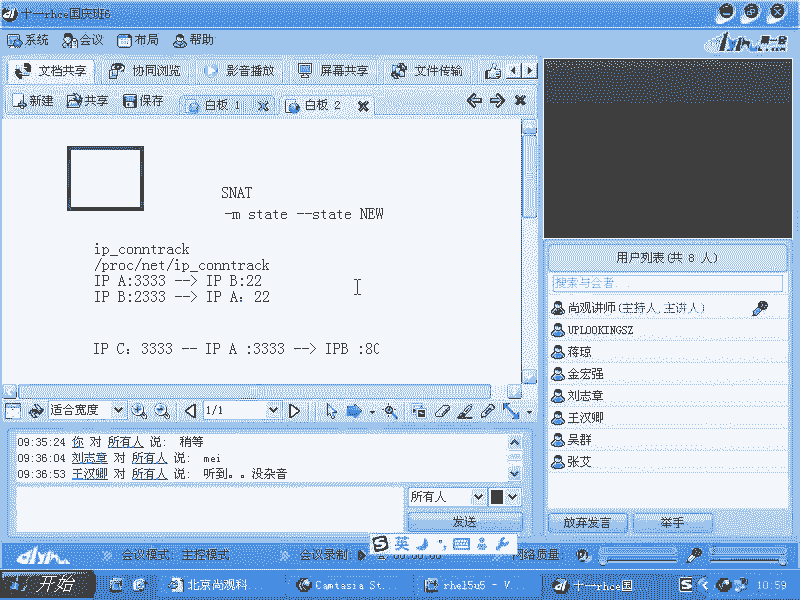 十一rhce国庆班6
系统 会议 布局 帮助
文档共享 协同浏览 影音播放 屏幕共享 文件传输
新建 共享 保存 白板 1 白板 2
SNAT
-m state --state NEW
ip_conntrack
/proc/net/ip_conntrack
IP A:3333 --> IP B:22
IP B:2333 --> IP A: 22
IP C: 3333 -- IP A :3333 --> IPB :80
适合宽度 1/1
09:35:24 你 对 所有人 说: 稍等
09:36:04 刘志章 对 所有人 说: mei
09:36:53 王汉卿 对 所有人 说: 听到。。没杂音
所有人
发送
用户列表(共 8 人)
搜索与会者...
尚观讲师(主持人,主讲人)
UPLOOKINGSZ
蒋琼
金宏强
刘志章
王汉卿
吴群
张艾
放弃发言 举手
会议模式: 主控模式 会议录制: 网络质量:
英
开始 北京尚观科... Camtasia St... rhel5u5 - V... 十一rhce国... 10:59